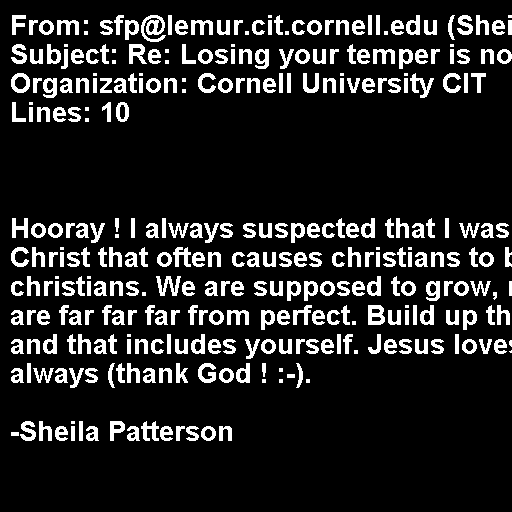 From: sfp@lemur.cit.cornell.edu (Shei
Subject: Re: Losing your temper is no
Organization: Cornell University CIT
Lines: 10
Hooray ! I always suspected that I was
Christ that often causes christians to b
christians. We are supposed to grow,
are far far far from perfect. Build up th
and that includes yourself. Jesus loves
always (thank God ! :-).
-Sheila Patterson